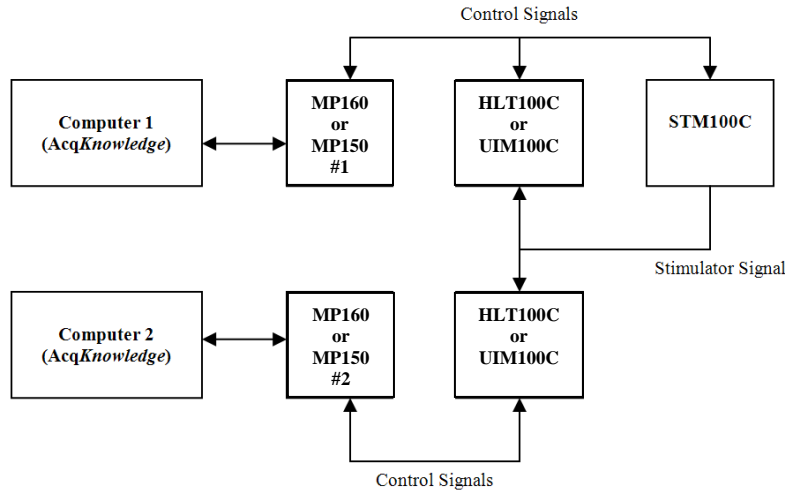 Control Signals
Computer 1
(AcqKnowledge)
MP160
or
MP150
#1
HLT100C
or
UIM100C
STM100C
Stimulator Signal
Computer 2
(AcqKnowledge)
MP160
or
MP150
#2
HLT100C
or
UIM100C
Control Signals